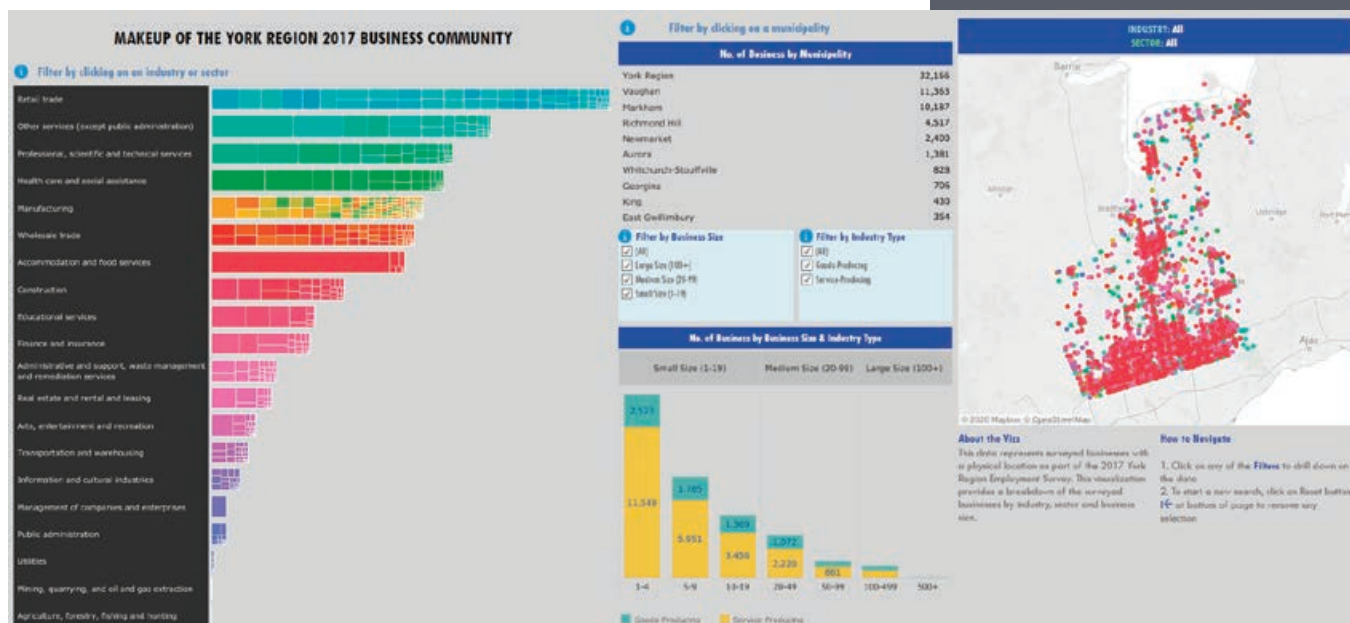 MAKEUP OF THE YORK REGION 2017 BUSINESS COMMUNITY
Filter by clicking on an industry or sector
Retail trade
Other services (except public administration)
Professional, scientific and technical services
Health care and social assistance
Manufacturing
Wholesale trade
Accommodation and food services
Construction
Educational services
Finance and insurance
Administrative and support, waste management
and remediation services
Real estate and rental and leasing
Arts, entertainment and recreation
Transportation and warehousing
Information and cultural industries
Management of companies and enterprises
Public administration
Utilities
Mining, quarrying, and oil and gas extraction
Agriculture, forestry, fishing and hunting
Filter by clicking on a municipality
No. of Business by Municipality
York Region 32,166
Vaughan 11,363
Markham 10,187
Richmond Hill 4,517
Newmarket 2,400
Aurora 1,381
Whitchurch-Stouffville 828
Georgina 706
King 430
East Gwillimbury 354
Filter by Business Size
(All)
Large Size (100+)
Medium Size (20-99)
Small Size (1-19)
Filter by Industry Type
(All)
Goods-Producing
Service-Producing
No. of Business by Business Size & Industry Type
Small Size (1-19) Medium Size (20-99) Large Size (100+)
2,523
11,548
1,785
5,951
1,369
3,456
1,072
2,220
861
1-4 5-9 10-19 20-49 50-99 100-499 500+
Goods Producing Service Producing
INDUSTRY: All
SECTOR: All
Barrie
Uxbridge
Ajax
© 2020 Mapbox © OpenStreetMap
About the Viz
This data represents surveyed businesses with
a physical location as part of the 2017 York
Region Employment Survey. This visualization
provides a breakdown of the surveyed
businesses by industry, sector and business
size.
How to Navigate
1. Click on any of the Filters to drill down on
the data
2. To start a new search, click on Reset button
at bottom of page to remove any
selection